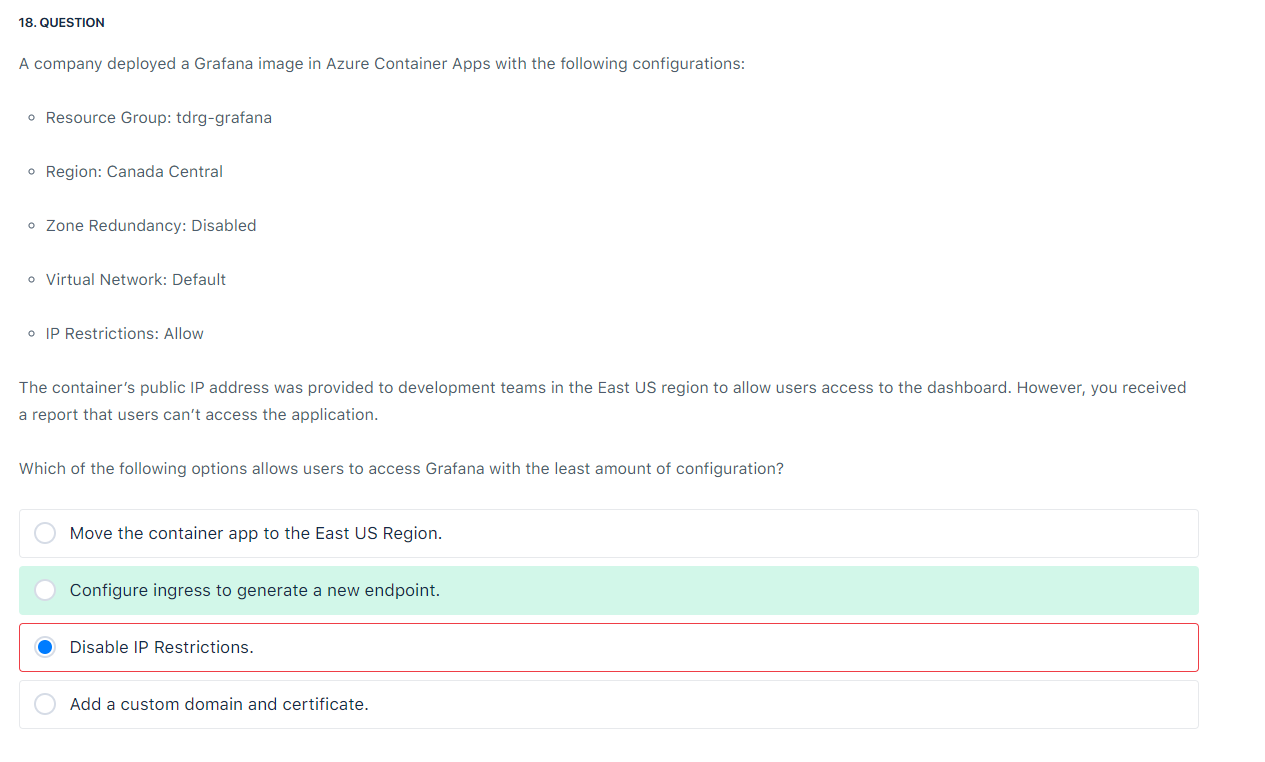 18. QUESTION
A company deployed a Grafana image in Azure Container Apps with the following configurations:
Resource Group: tdrg-grafana
Region: Canada Central
Zone Redundancy: Disabled
Virtual Network: Default
IP Restrictions: Allow
The container’s public IP address was provided to development teams in the East US region to allow users access to the dashboard. However, you received
a report that users can’t access the application.
Which of the following options allows users to access Grafana with the least amount of configuration?
Move the container app to the East US Region.
Configure ingress to generate a new endpoint.
Disable IP Restrictions.
Add a custom domain and certificate.